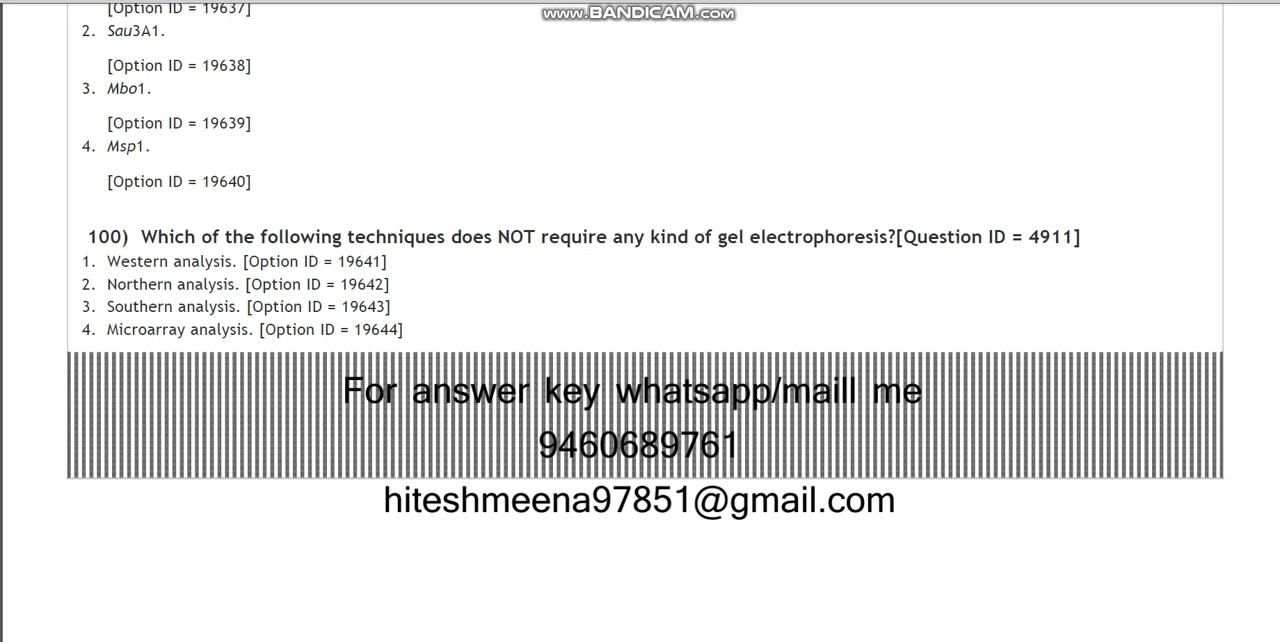 [Option ID = 19637]
www.BANDICAM.com
2. Sau3A1.
[Option ID = 19638]
3. Mbo1.
[Option ID = 19639]
4. Msp1.
[Option ID = 19640]
100) Which of the following techniques does NOT require any kind of gel electrophoresis?[Question ID = 4911]
1. Western analysis. [Option ID = 19641]
2. Northern analysis. [Option ID = 19642]
3. Southern analysis. [Option ID = 19643]
4. Microarray analysis. [Option ID = 19644]
For answer key whatsapp/maill me
9460689761
hiteshmeena97851@gmail.com